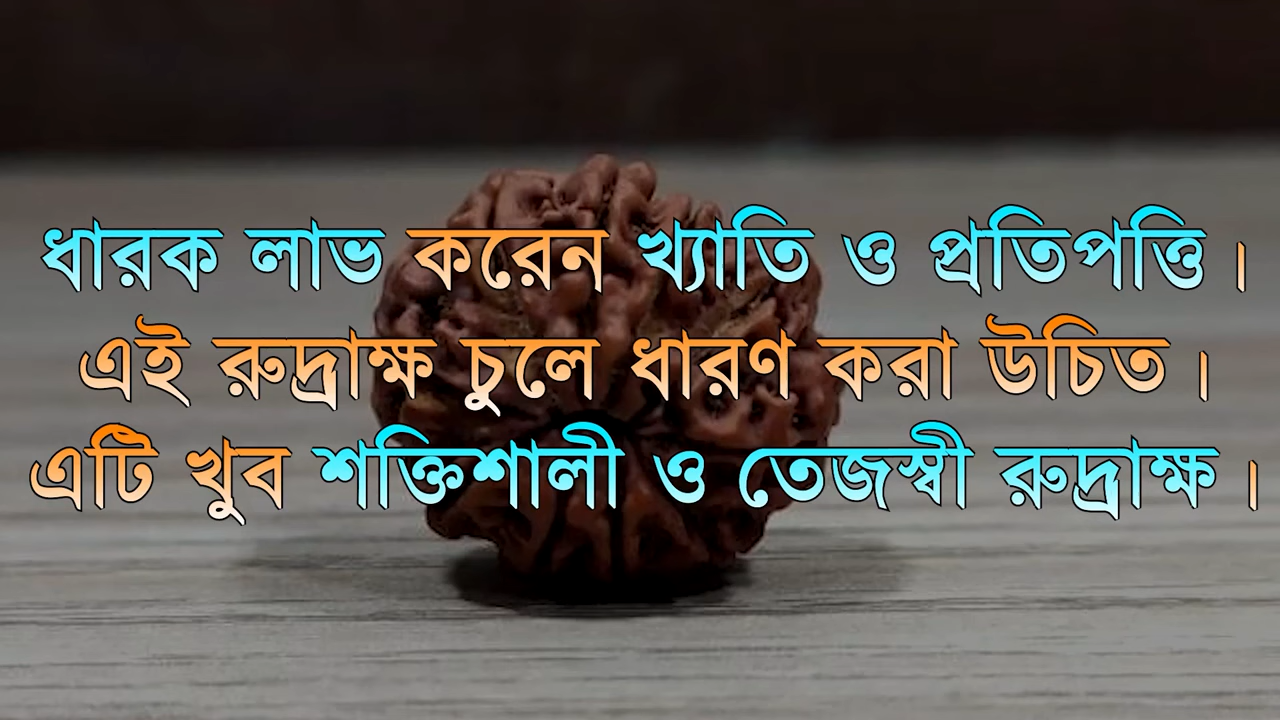 ধারক লাভ করেন খ্যাতি ও প্রতিপত্তি।
এই রুদ্রাক্ষ চুলে ধারণ করা উচিত।
এটি খুব শক্তিশালী ও তেজস্বী রুদ্রাক্ষ।